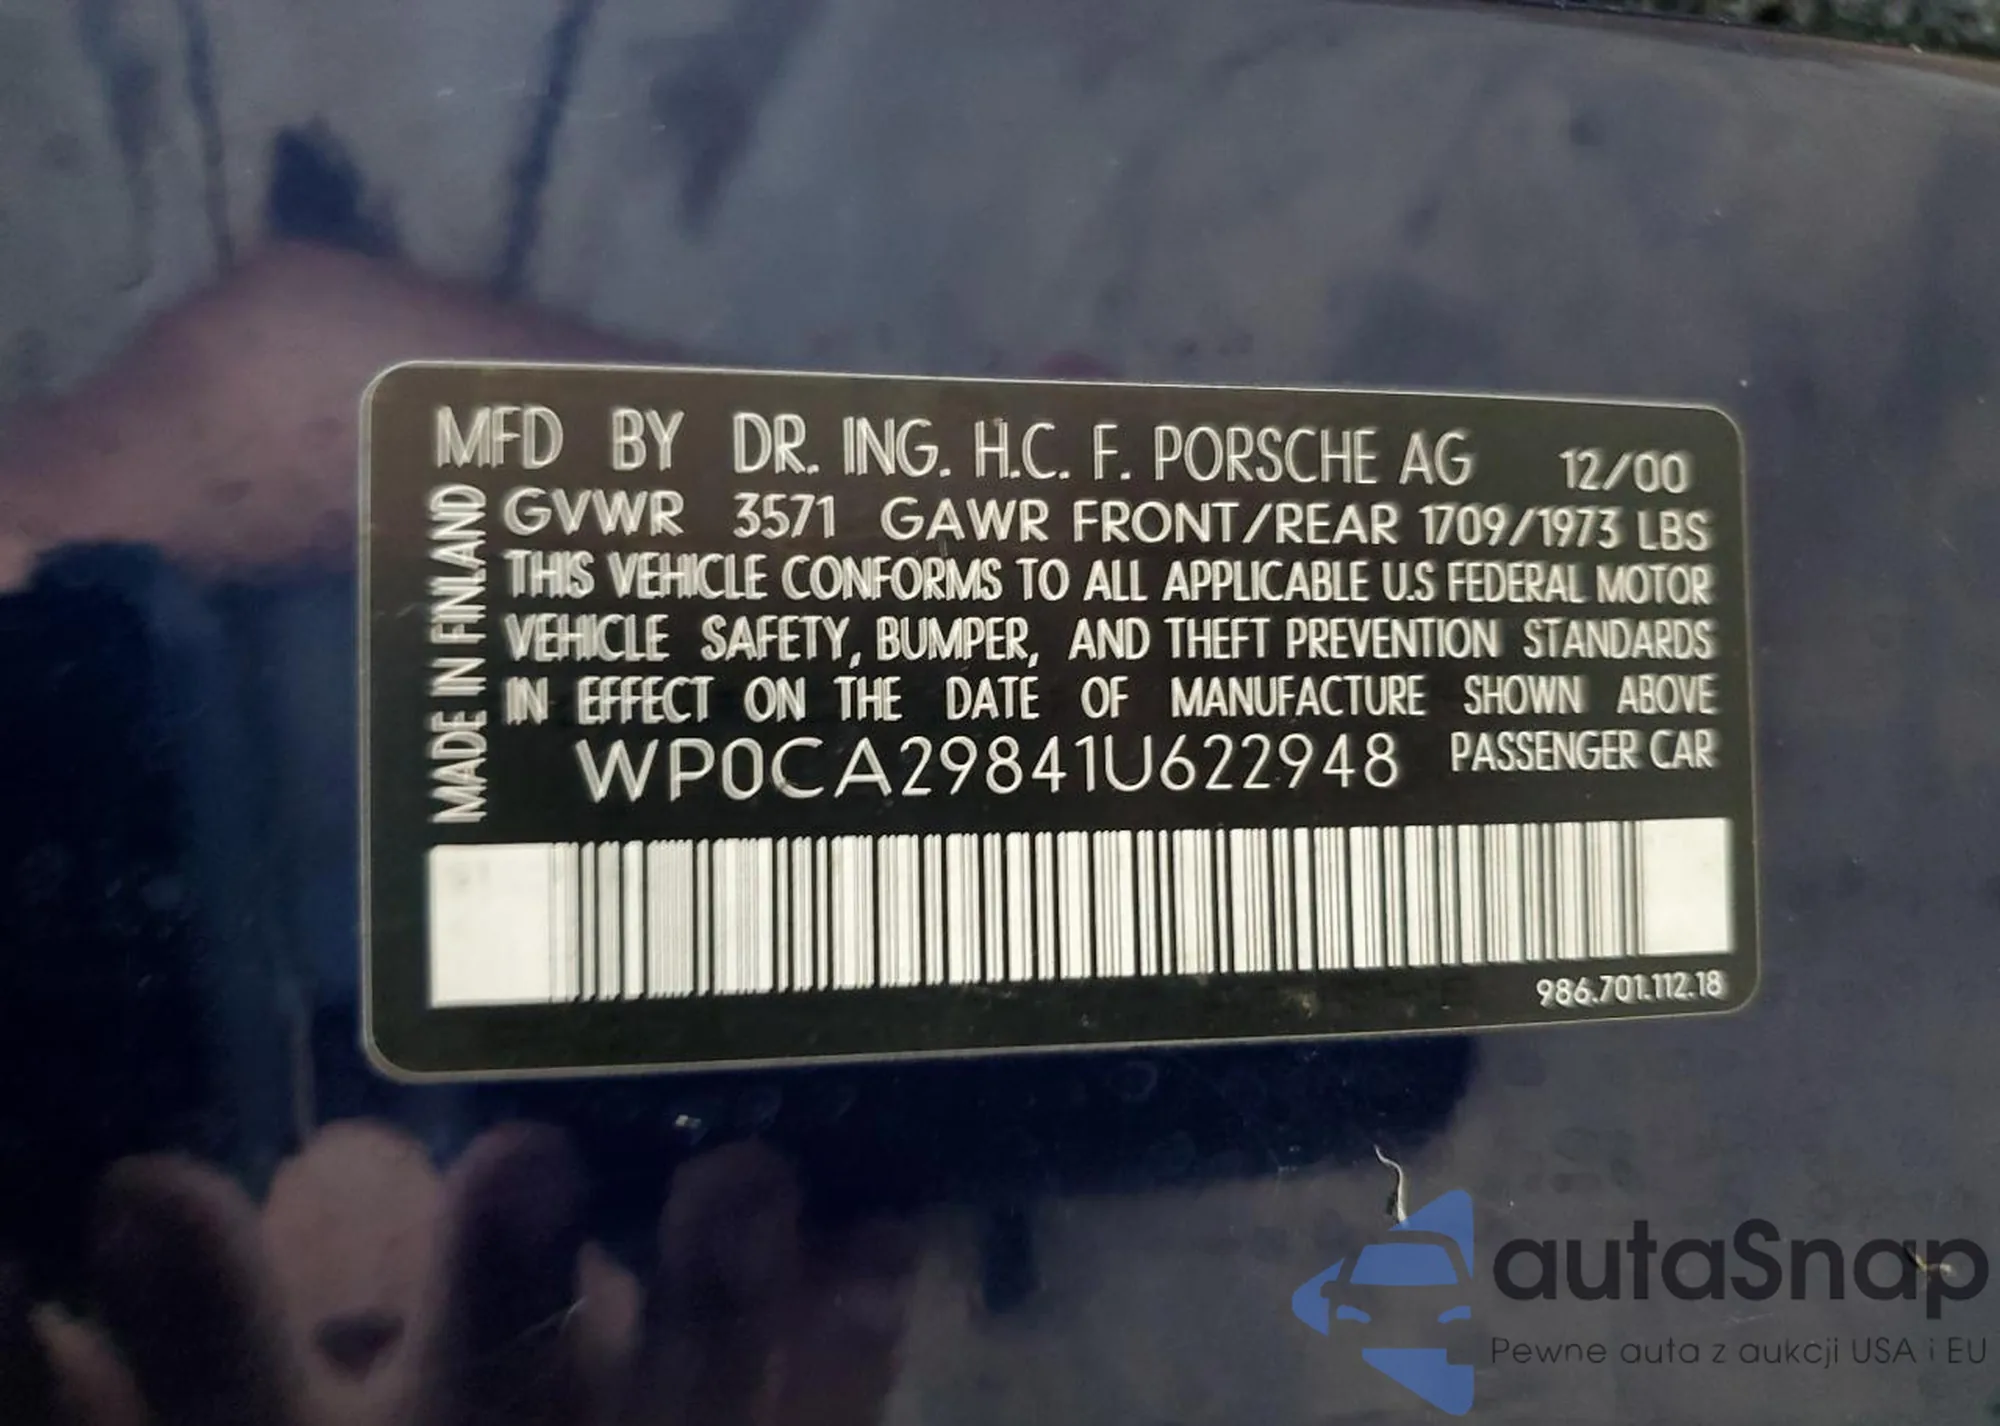 MFD BY DR. ING. H.C. F. PORSCHE AG 12/00
MADE IN FINLAND
GVWR 3571 GAWR FRONT/REAR 1709/1973 LBS
THIS VEHICLE CONFORMS TO ALL APPLICABLE U.S FEDERAL MOTOR
VEHICLE SAFETY, BUMPER, AND THEFT PREVENTION STANDARDS
IN EFFECT ON THE DATE OF MANUFACTURE SHOWN ABOVE
WP0CA29841U622948 PASSENGER CAR
986.701.112.18
autaSnap
Pewne auta z aukcji USA i EU